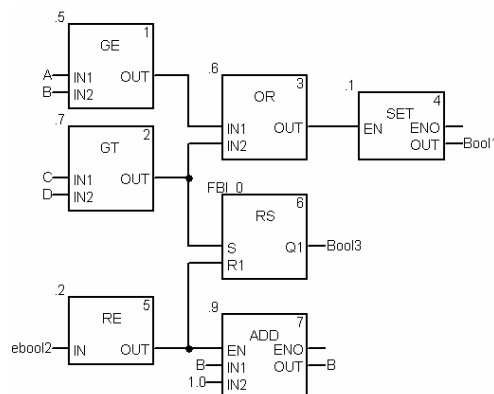 .5
1
GE
A IN1 OUT
B IN2
.6
3
OR
IN1 OUT
IN2
.1
4
SET
EN ENO
OUT Bool1
.7
2
GT
C IN1 OUT
D IN2
FBI_0
6
RS
S Q1 Bool3
R1
.2
5
RE
ebool2 IN OUT
.9
7
ADD
EN ENO
B IN1 OUT B
1.0 IN2